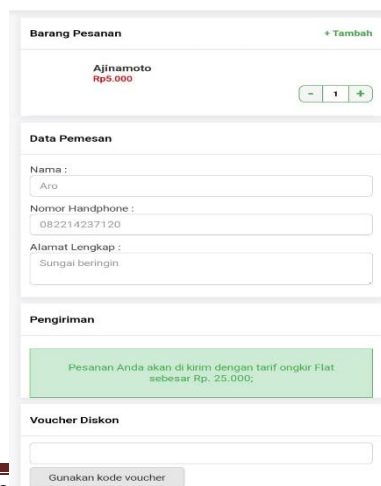 Barang Pesanan + Tambah
Ajinamoto
Rp5.000
- 1 +
Data Pemesan
Nama :
Aro
Nomor Handphone :
082214237120
Alamat Lengkap :
Sungai beringin
Pengiriman
Pesanan Anda akan di kirim dengan tarif ongkir Flat
sebesar Rp. 25.000;
Voucher Diskon
Gunakan kode voucher